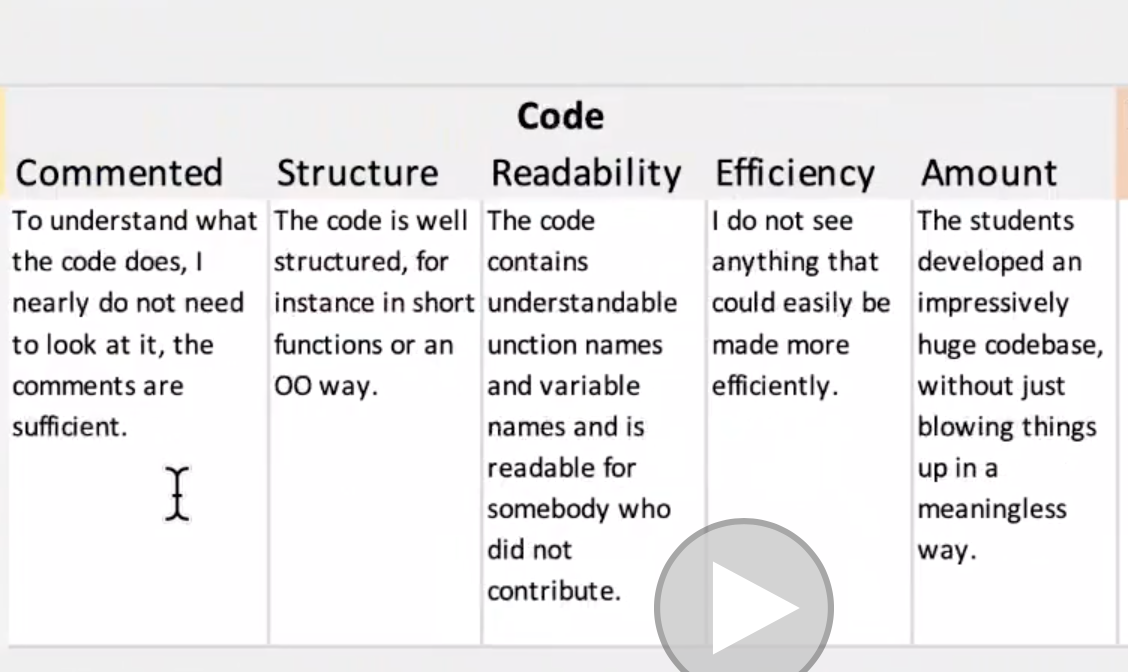 Code
Commented Structure Readability Efficiency Amount
To understand what
the code does, I
nearly do not need
to look at it, the
comments are
sufficient.
The code is well
structured, for
instance in short
functions or an
OO way.
The code
contains
understandable
unction names
and variable
names and is
readable for
somebody who
did not
contribute.
I do not see
anything that
could easily be
made more
efficiently.
The students
developed an
impressively
huge codebase,
without just
blowing things
up in a
meaningless
way.